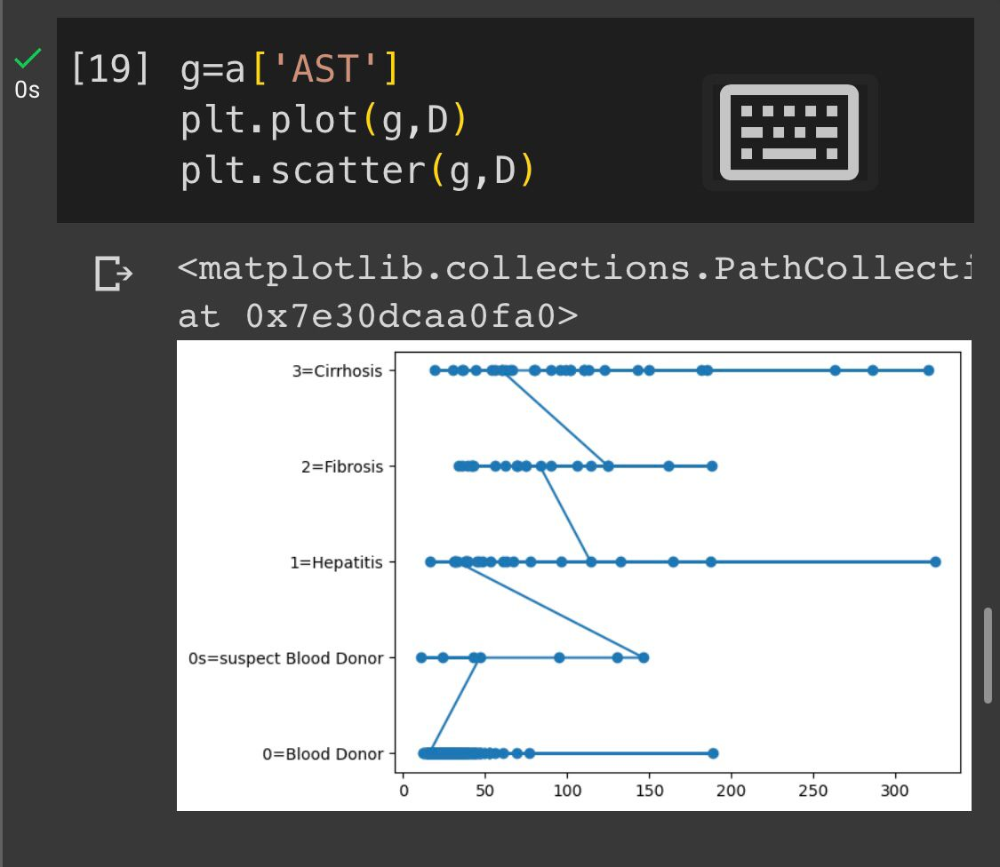 [19] g=a['AST']
0s
plt.plot(g,D)
plt.scatter(g,D)
<matplotlib.collections.PathCollecti
at 0x7e30dcaa0fa0>
3=Cirrhosis
2=Fibrosis
1=Hepatitis
0s=suspect Blood Donor
0=Blood Donor
0 50 100 150 200 250 300